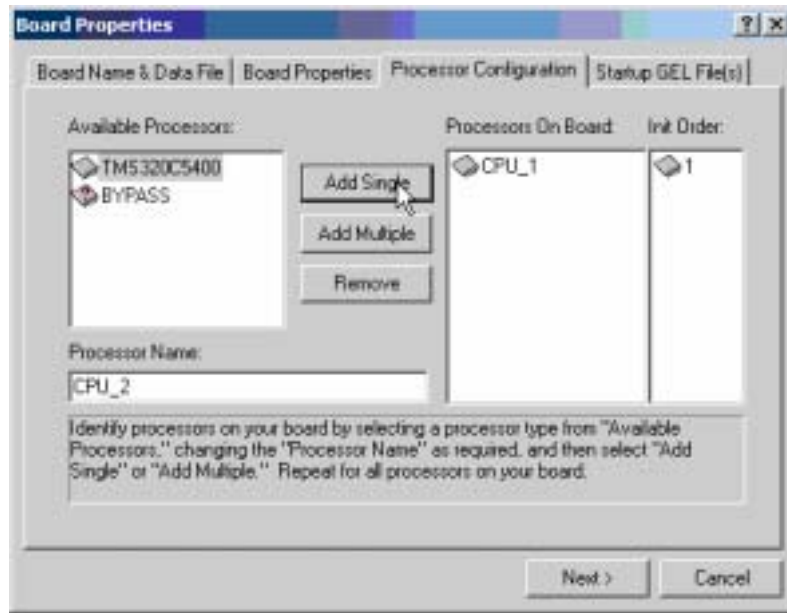 Board Properties
Board Name & Data File
Board Properties
Processor Configuration
Startup GEL File(s)
Available Processors:
TMS320C5400
BYPASS
Add Single
Add Multiple
Remove
Processors On Board:
CPU_1
Init Order:
1
Processor Name:
CPU_2
Identify processors on your board by selecting a processor type from "Available
Processors," changing the "Processor Name" as required, and then select "Add
Single" or "Add Multiple." Repeat for all processors on your board.
Next >
Cancel